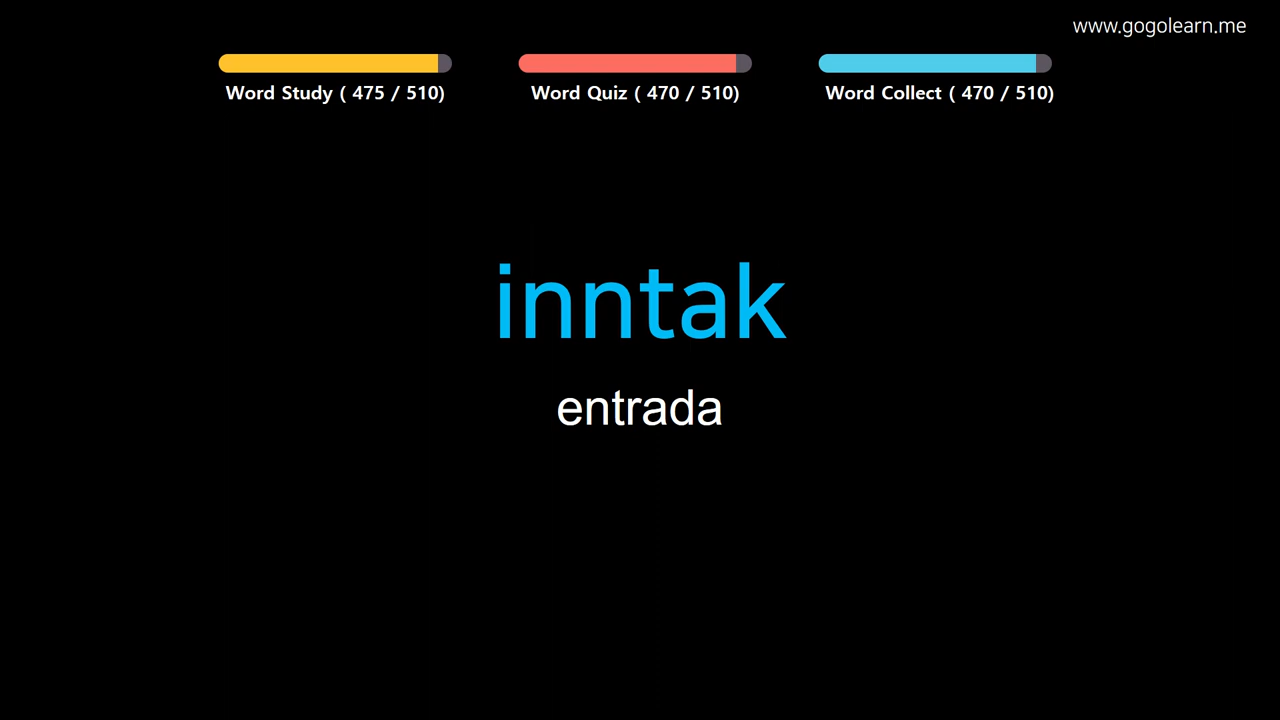 www.gogolearn.me
Word Study ( 475 / 510)
Word Quiz ( 470 / 510)
Word Collect ( 470 / 510)
inntak
entrada